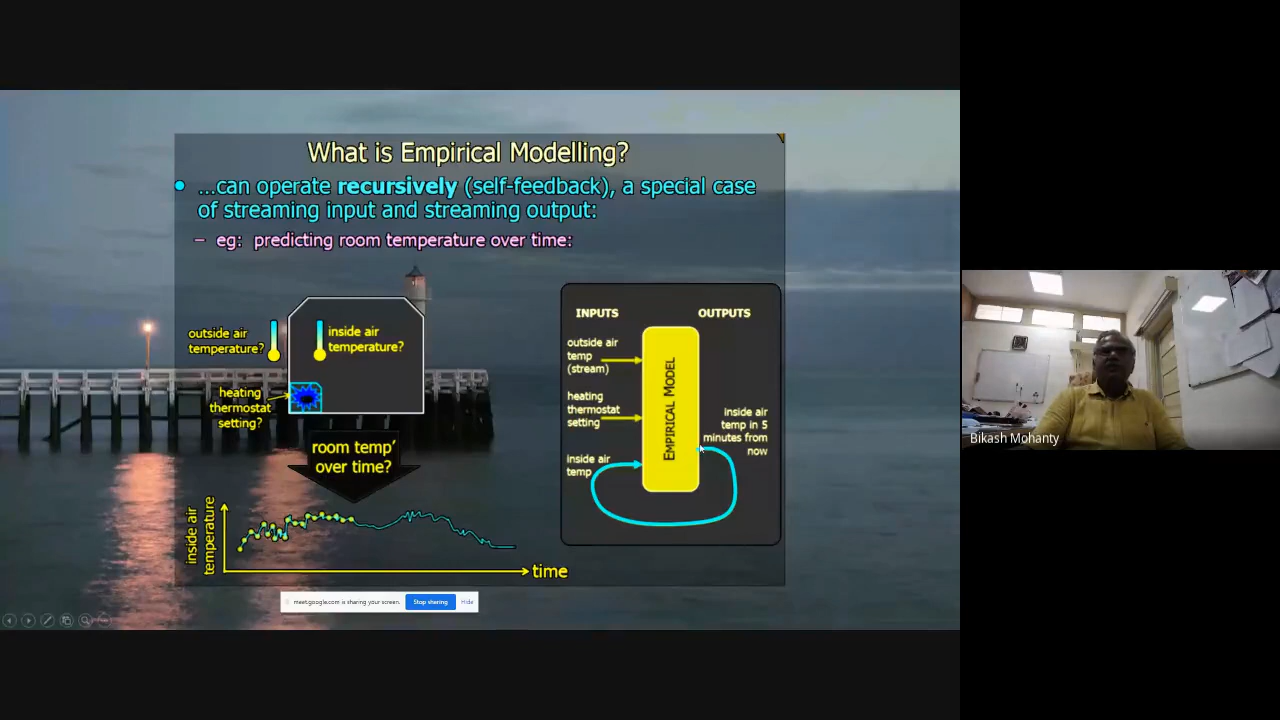 What is Empirical Modelling?
• ...can operate recursively (self-feedback), a special case
of streaming input and streaming output:
– eg: predicting room temperature over time:
outside air
temperature?
inside air
temperature?
heating
thermostat
setting?
room temp’
over time?
inside air
temperature
time
INPUTS
OUTPUTS
outside air
temp
(stream)
heating
thermostat
setting
inside air
temp
EMPIRICAL MODEL
inside air
temp in 5
minutes from
now
meet.google.com is sharing your screen.
Stop sharing
Hide
Bikash Mohanty